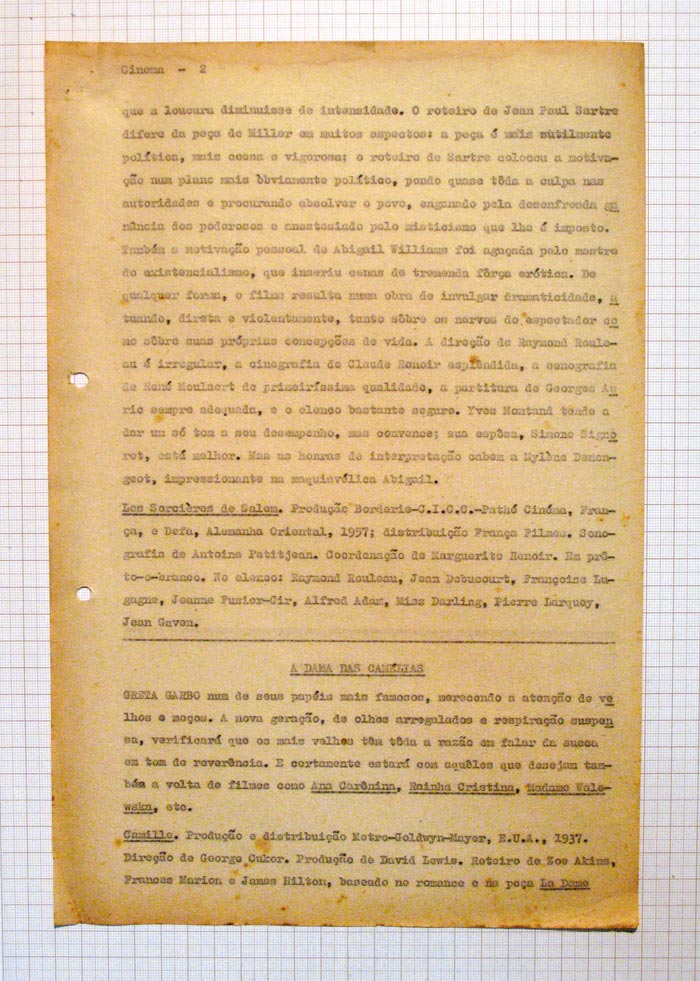 Cinema - 2
que a loucura diminuisse de intensidade. O roteiro de Jean Paul Sartre
difere da peça de Miller em muitos aspectos: a peça é mais sutilmente
política, mais coesa e vigorosa; o roteiro de Sartre colocou a motiva-
ção num plano mais òbviamente político, pondo quase tôda a culpa nas
autoridades e procurando absolver o povo, enganado pela desenfreada ga
nância dos poderosos e anestesiado pelo misticismo que lhe é imposto.
Também a motivação pessoal de Abigail Williams foi aguçada pelo mestre
do existencialismo, que inseriu cenas de tremenda fôrça erótica. De
qualquer forma, o filme resulta numa obra de invulgar dramaticidade, a
tuando, direta e violentamente, tanto sôbre os nervos do espectador co
mo sôbre suas próprias concepções de vida. A direção de Raymond Roule-
au é irregular, a cinegrafia de Claude Renoir esplêndida, a cenografia
de René Moulaert de primeiríssima qualidade, a partitura de Georges Au
ric sempre adequada, e o elenco bastante seguro. Yves Montand tende a
dar um só tom a seu desempenho, mas convence; sua espôsa, Simone Signo
ret, está melhor. Mas as honras de interpretação cabem a Mylène Demon-
geot, impressionante na maquiavélica Abigail.
Les Sorcières de Salem. Produção Borderie-C.I.C.C.-Pathé Cinéma, Fran-
ça, e Defa, Alemanha Oriental, 1957; distribuição França Filmes. Sono-
grafia de Antoine Petitjean. Coordenação de Marguerite Renoir. Em prê-
to-e-branco. No elenco: Raymond Rouleau, Jean Debucourt, Françoise Lu-
gagne, Jeanne Fusier-Gir, Alfred Adam, Miss Darling, Pierre Larquey,
Jean Gaven.
A DAMA DAS CAMÉLIAS
GRETA GARBO num de seus papéis mais famosos, merecendo a atenção de ve
lhos e moços. A nova geração, de olhos arregalados e respiração suspen
sa, verificará que os mais velhos têm tôda a razão em falar da sueca
em tom de reverência. E certamente estará com aquêles que desejam tam-
bém a volta de filmes como Ana Carênina, Rainha Cristina, Madame Wale-
wska, etc.
Camille. Produção e distribuição Metro-Goldwyn-Mayer, E.U.A., 1937.
Direção de George Cukor. Produção de David Lewis. Roteiro de Zoe Akins,
Frances Marion e James Hilton, baseado no romance e na peça La Dame